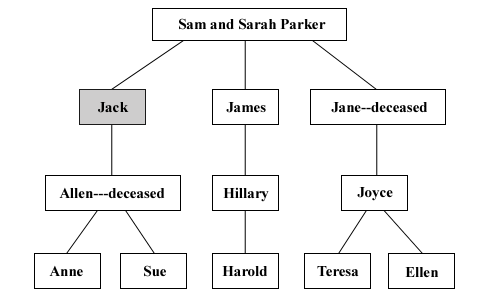 Sam and Sarah Parker
Jack
James
Jane--deceased
Allen---deceased
Hillary
Joyce
Anne
Sue
Harold
Teresa
Ellen